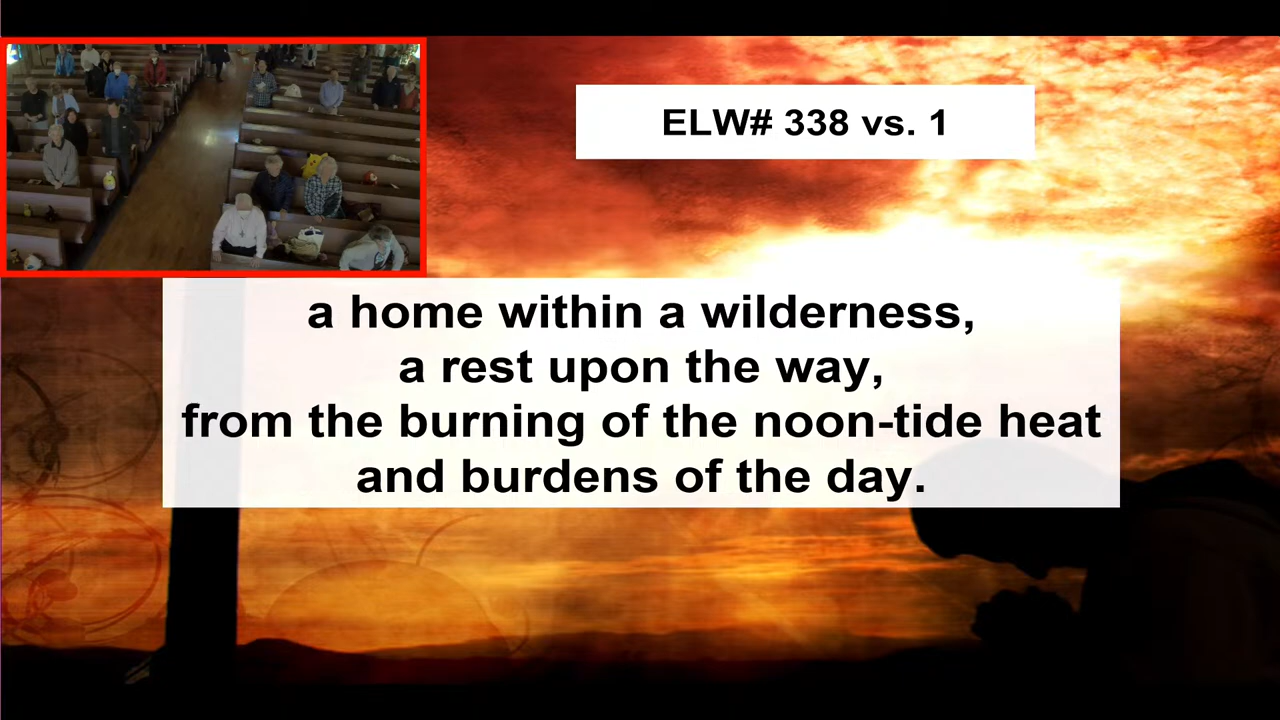 ELW# 338 vs. 1
a home within a wilderness,
a rest upon the way,
from the burning of the noon-tide heat
and burdens of the day.